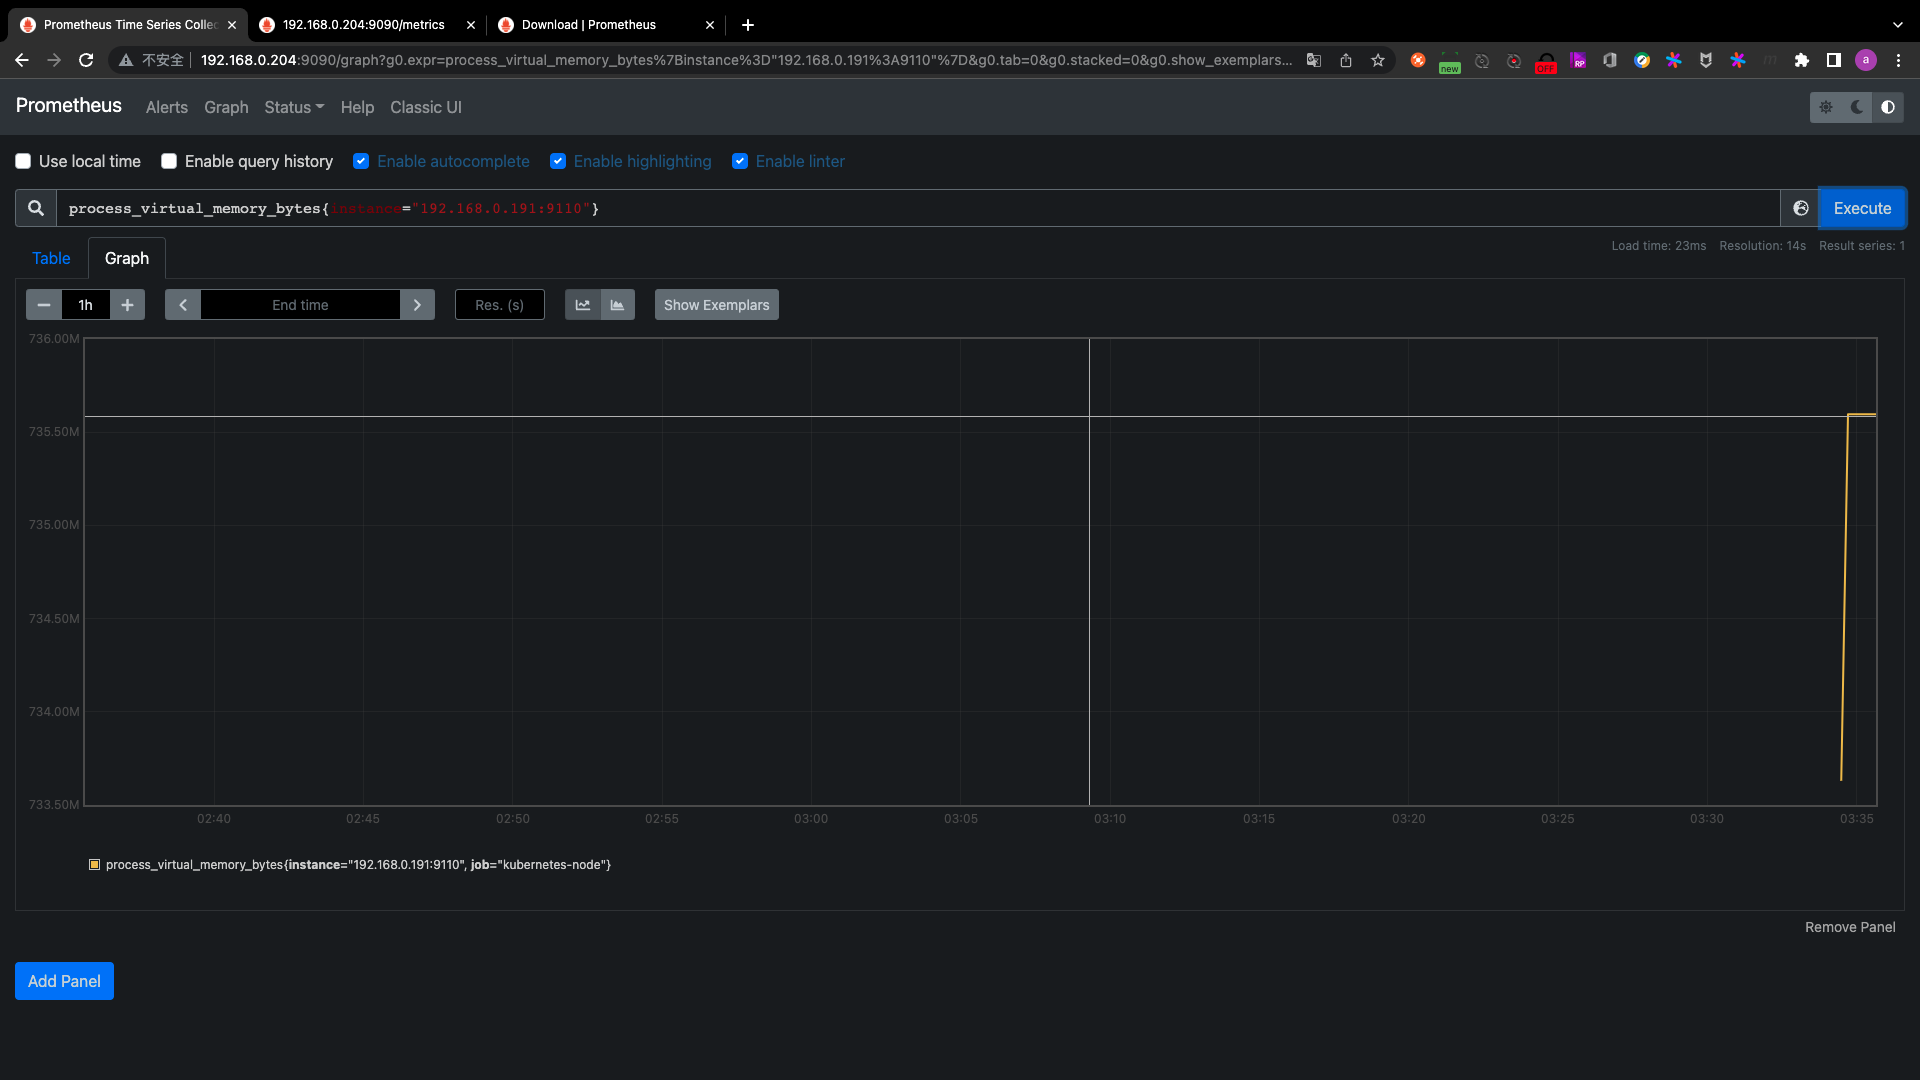 Prometheus Time Series Collec
192.168.0.204:9090/metrics
Download | Prometheus
不安全
192.168.0.204:9090/graph?g0.expr=process_virtual_memory_bytes%7Binstance%3D"192.168.0.191%3A9110"%7D&g0.tab=0&g0.stacked=0&g0.show_exemplars...
new
OFF
RP
a
Prometheus
Alerts
Graph
Status
Help
Classic UI
Use local time
Enable query history
Enable autocomplete
Enable highlighting
Enable linter
process_virtual_memory_bytes{instance="192.168.0.191:9110"}
Execute
Load time: 23ms Resolution: 14s Result series: 1
Table
Graph
1h
End time
Res. (s)
Show Exemplars
736.00M
735.50M
735.00M
734.50M
734.00M
733.50M
02:40
02:45
02:50
02:55
03:00
03:05
03:10
03:15
03:20
03:25
03:30
03:35
process_virtual_memory_bytes{instance="192.168.0.191:9110", job="kubernetes-node"}
Remove Panel
Add Panel